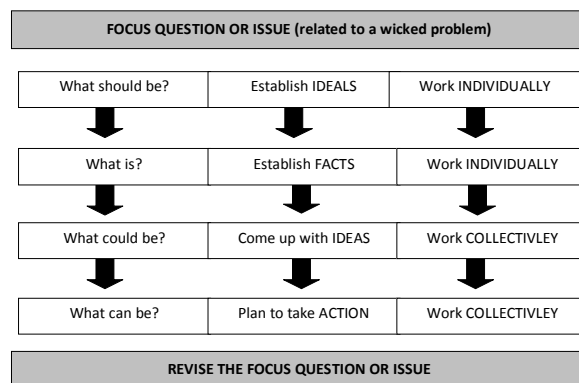 FOCUS QUESTION OR ISSUE (related to a wicked problem)
What should be? Establish IDEALS Work INDIVIDUALLY
What is? Establish FACTS Work INDIVIDUALLY
What could be? Come up with IDEAS Work COLLECTIVLEY
What can be? Plan to take ACTION Work COLLECTIVLEY
REVISE THE FOCUS QUESTION OR ISSUE